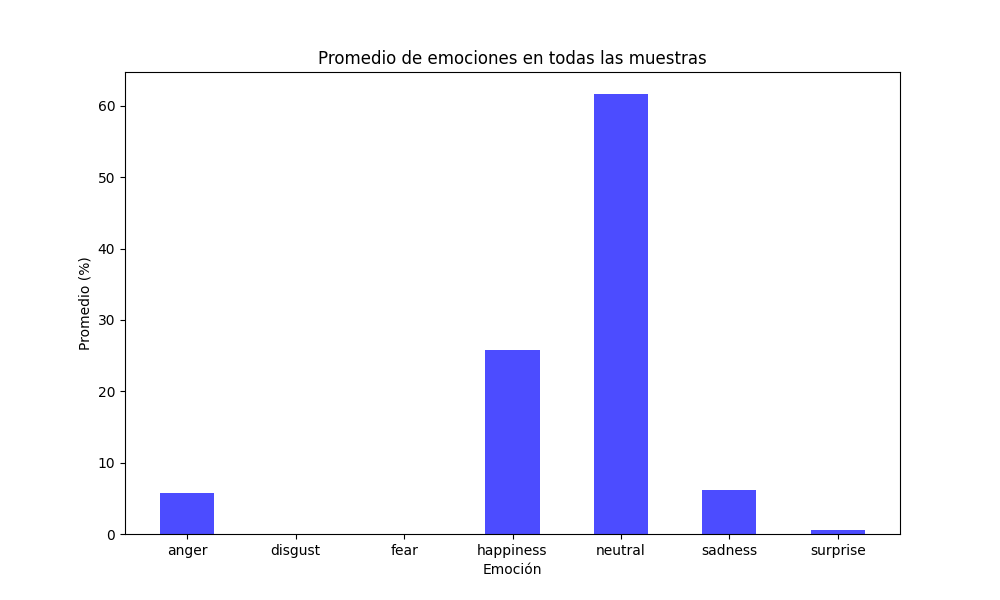 Promedio de emociones en todas las muestras
Promedio (%)
60
50
40
30
20
10
0
anger disgust fear happiness neutral sadness surprise
Emoción